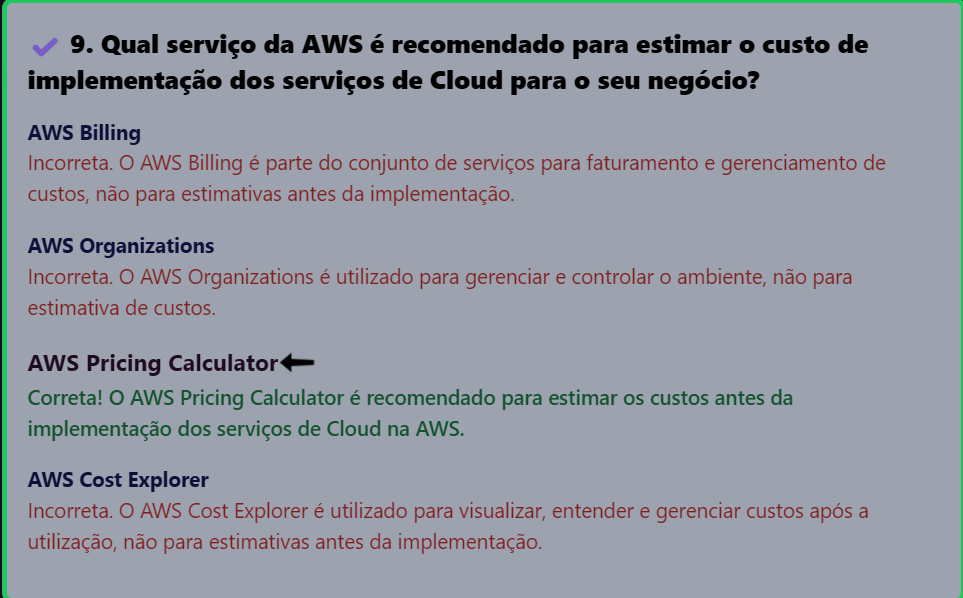 9. Qual serviço da AWS é recomendado para estimar o custo de
implementação dos serviços de Cloud para o seu negócio?
AWS Billing
Incorreta. O AWS Billing é parte do conjunto de serviços para faturamento e gerenciamento de
custos, não para estimativas antes da implementação.
AWS Organizations
Incorreta. O AWS Organizations é utilizado para gerenciar e controlar o ambiente, não para
estimativa de custos.
AWS Pricing Calculator
Correta! O AWS Pricing Calculator é recomendado para estimar os custos antes da
implementação dos serviços de Cloud na AWS.
AWS Cost Explorer
Incorreta. O AWS Cost Explorer é utilizado para visualizar, entender e gerenciar custos após a
utilização, não para estimativas antes da implementação.